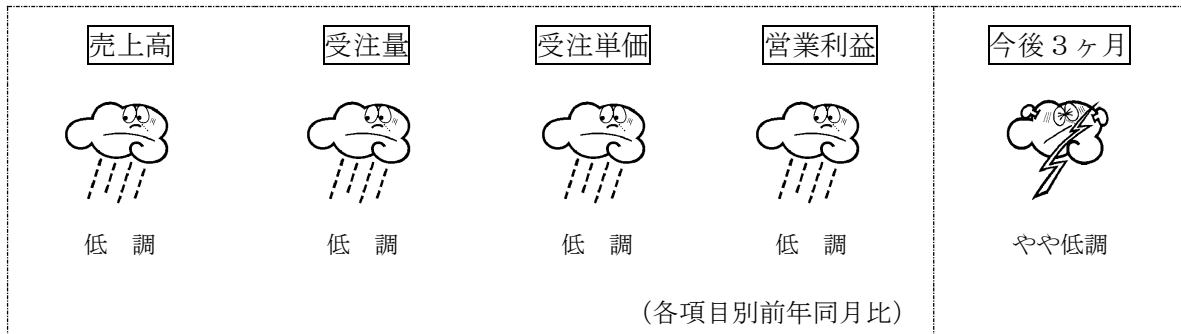 売上高 受注量 受注単価 営業利益 今後３ヶ月
低　調 低　調 低　調 低　調 やや低調
（各項目別前年同月比）